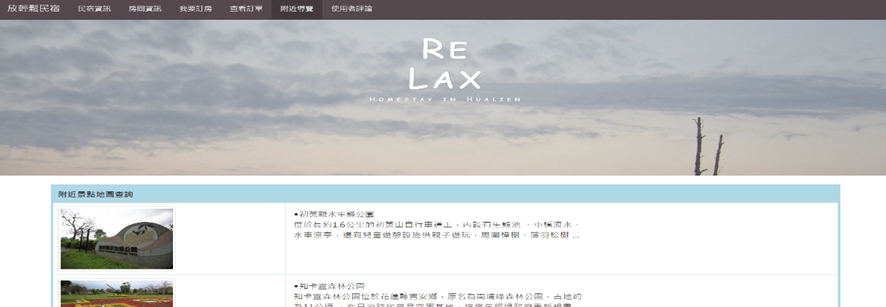 放輕鬆民宿 民宿資訊 房間資訊 我要訂房 查看訂單 附近導覽 使用者評論
RE
LAX
HOMESTAY IN HUALIEN
附近景點地圖查詢
•初英親水生態公園
位於長約1.6公里的初英山自行車道上，內設有生態池、小橋流水、
水車涼亭，還有兒童遊憩設施供親子遊玩，周圍樟樹、落羽松樹 ...
•知卡宣森林公園
知卡宣森林公園位於花蓮縣吉安鄉，原名為南埔綠森林公園，占地約